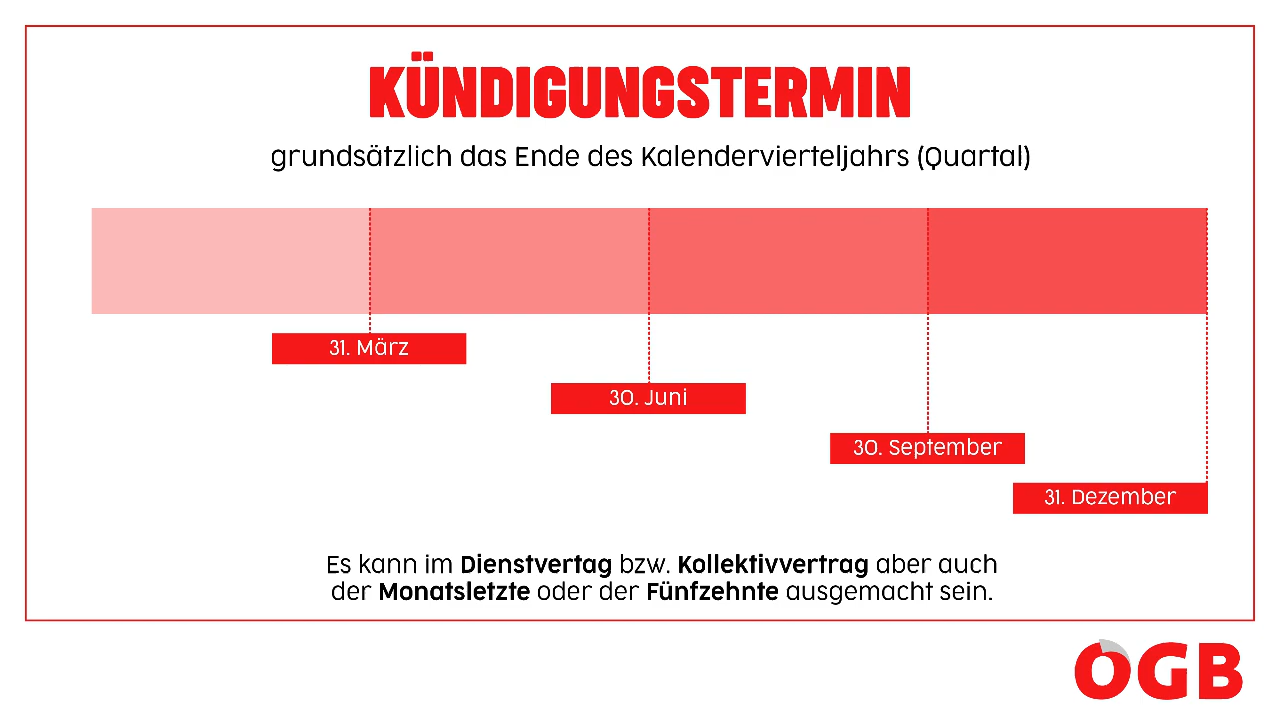 KÜNDIGUNGSTERMIN
grundsätzlich das Ende des Kalendervierteljahrs (Quartal)
31. März
30. Juni
30. September
31. Dezember
Es kann im Dienstvertag bzw. Kollektivvertrag aber auch
der Monatsletzte oder der Fünfzehnte ausgemacht sein.
ÖGB